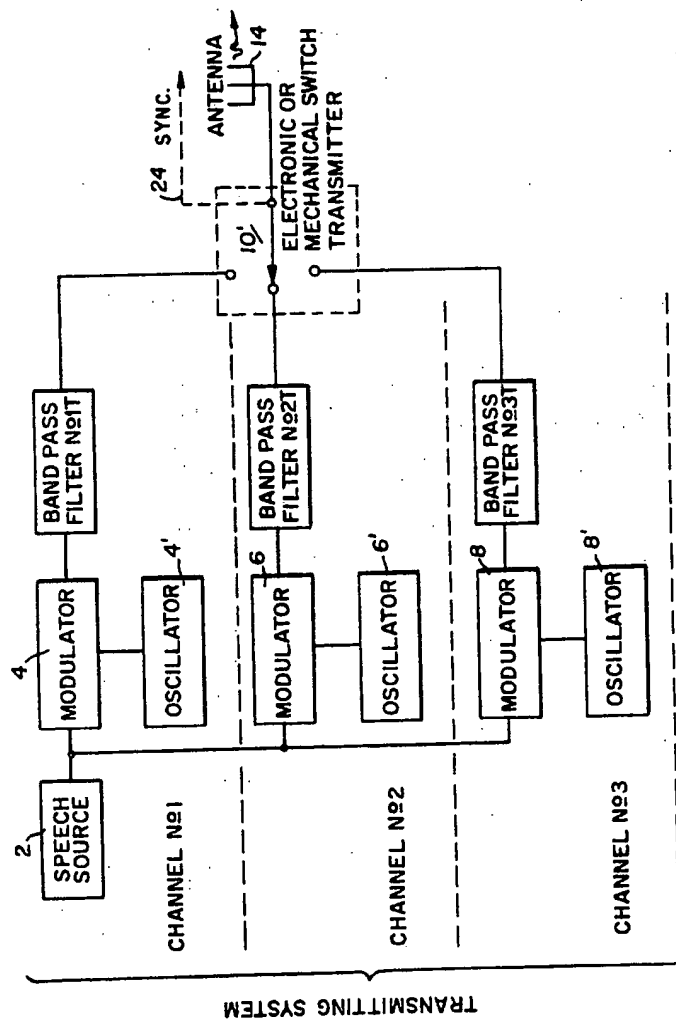 TRANSMITTING SYSTEM
2
SPEECH
SOURCE
CHANNEL №1
4
MODULATOR
BAND PASS
FILTER №1T
OSCILLATOR
4'
24
SYNC.
ANTENNA
14
10'
ELECTRONIC OR
MECHANICAL SWITCH
TRANSMITTER
CHANNEL №2
6
MODULATOR
BAND PASS
FILTER №2T
OSCILLATOR
6'
CHANNEL №3
8
MODULATOR
BAND PASS
FILTER №3T
OSCILLATOR
8'